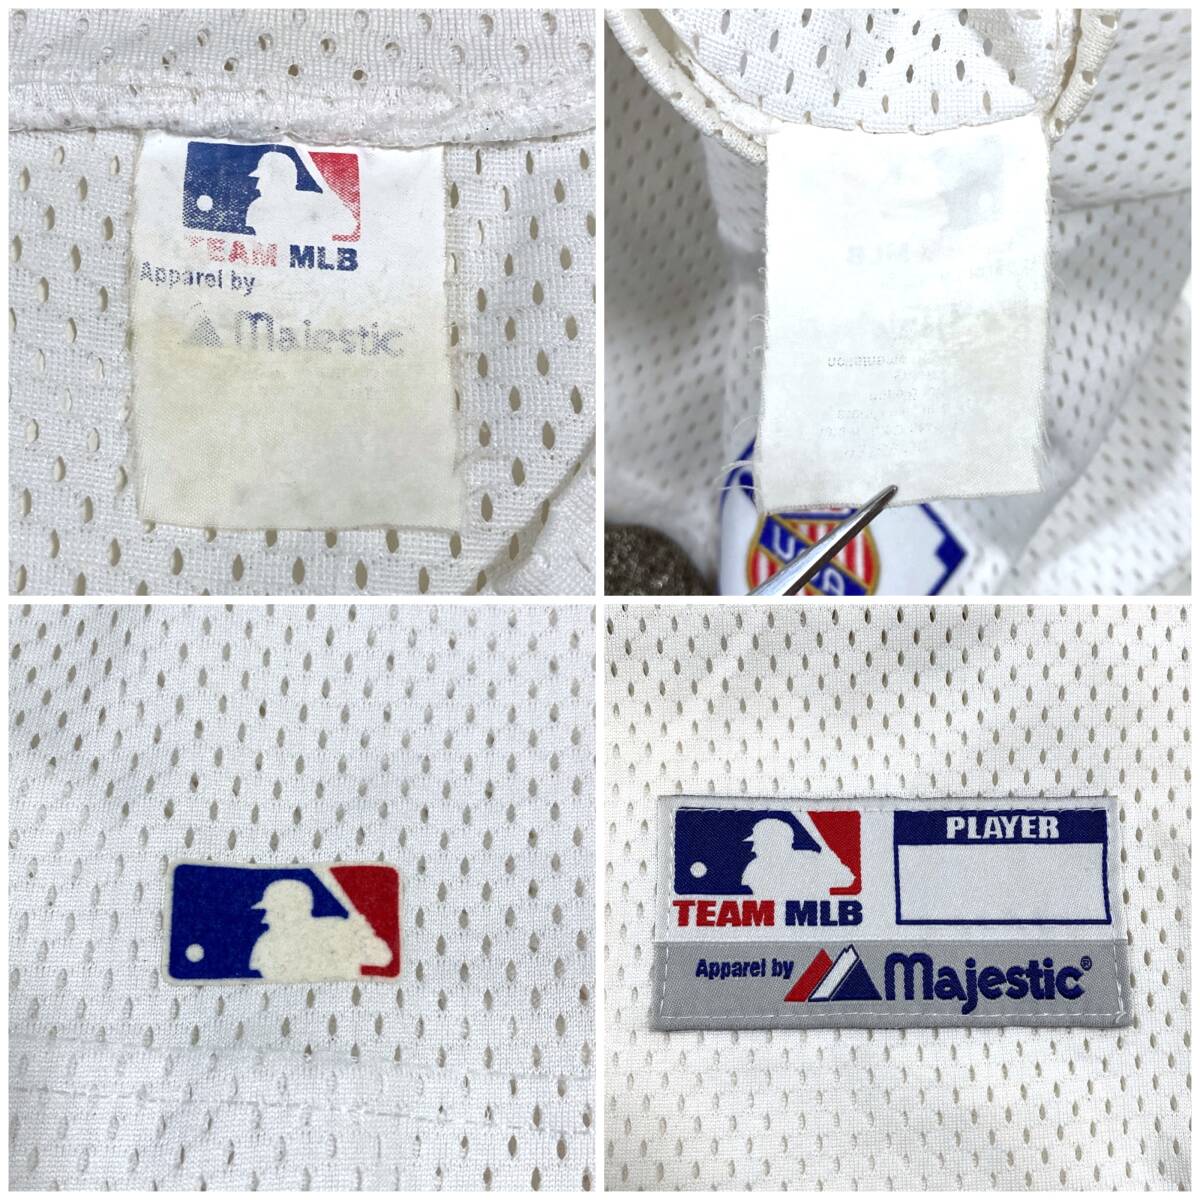 TEAM MLB
Apparel by
Majestic
MLB
PLAYER
TEAM MLB
Apparel by Majestic®